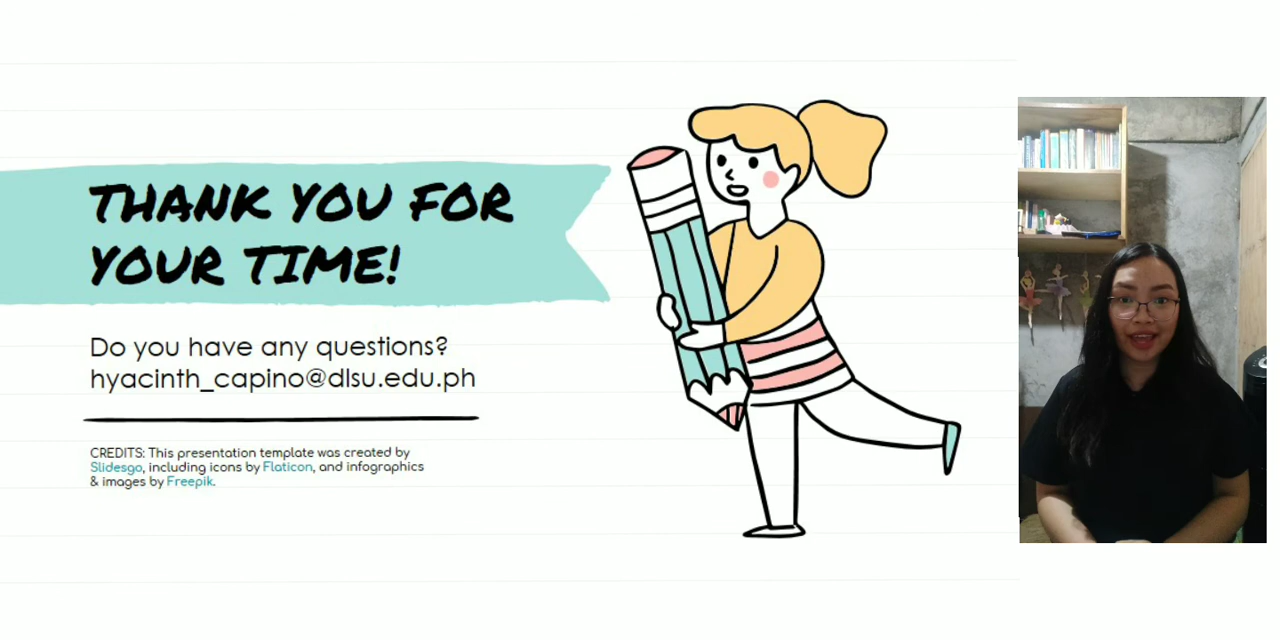 THANK YOU FOR
YOUR TIME!
Do you have any questions?
hyacinth_capino@dlsu.edu.ph
CREDITS: This presentation template was created by
Slidesgo, including icons by Flaticon, and infographics
& images by Freepik.